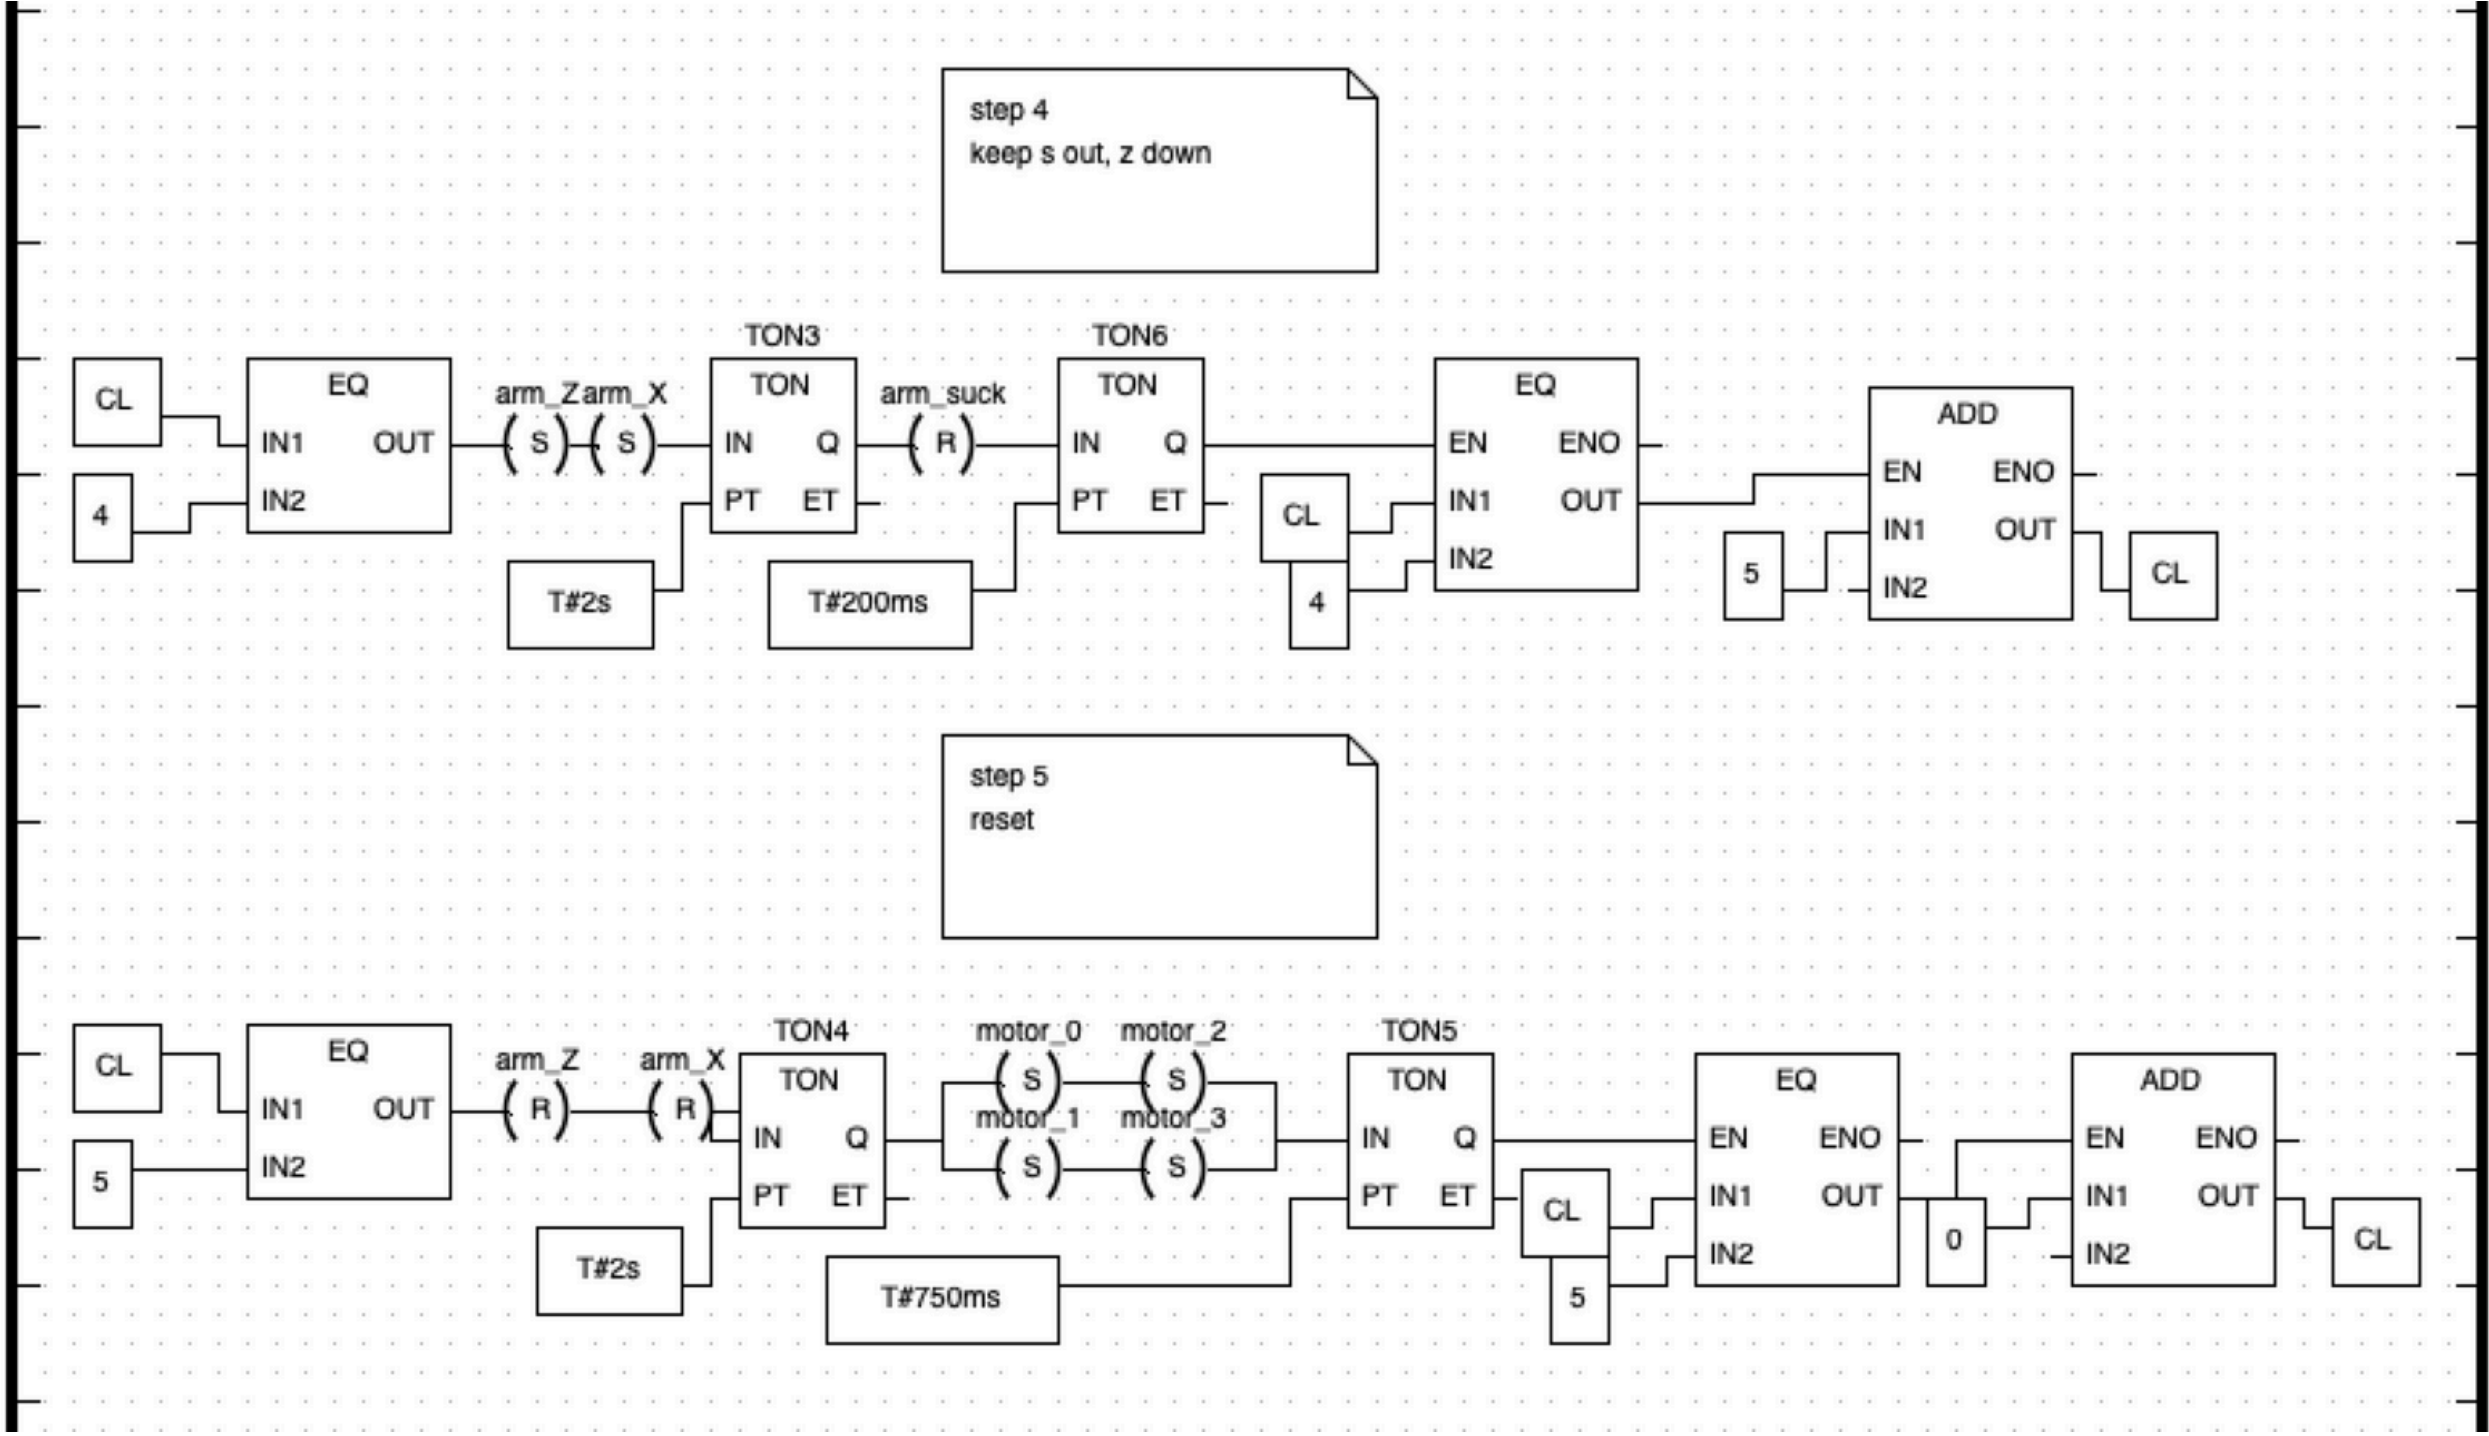 step 4
keep s out, z down
TON3
TON6
CL
EQ
arm_Z
arm_X
TON
arm_suck
TON
EQ
ADD
IN1
OUT
S
S
IN
Q
R
IN
Q
EN
ENO
EN
ENO
4
IN2
PT
ET
PT
ET
CL
IN1
OUT
IN1
OUT
T#2s
T#200ms
4
IN2
5
IN2
CL
step 5
reset
TON4
motor_0
motor_2
TON5
CL
EQ
arm_Z
arm_X
TON
S
S
TON
EQ
ADD
IN1
OUT
R
R
motor_1
motor_3
IN
Q
S
S
IN
Q
EN
ENO
EN
ENO
5
IN2
PT
ET
PT
ET
CL
IN1
OUT
IN1
OUT
T#2s
T#750ms
5
IN2
0
IN2
CL